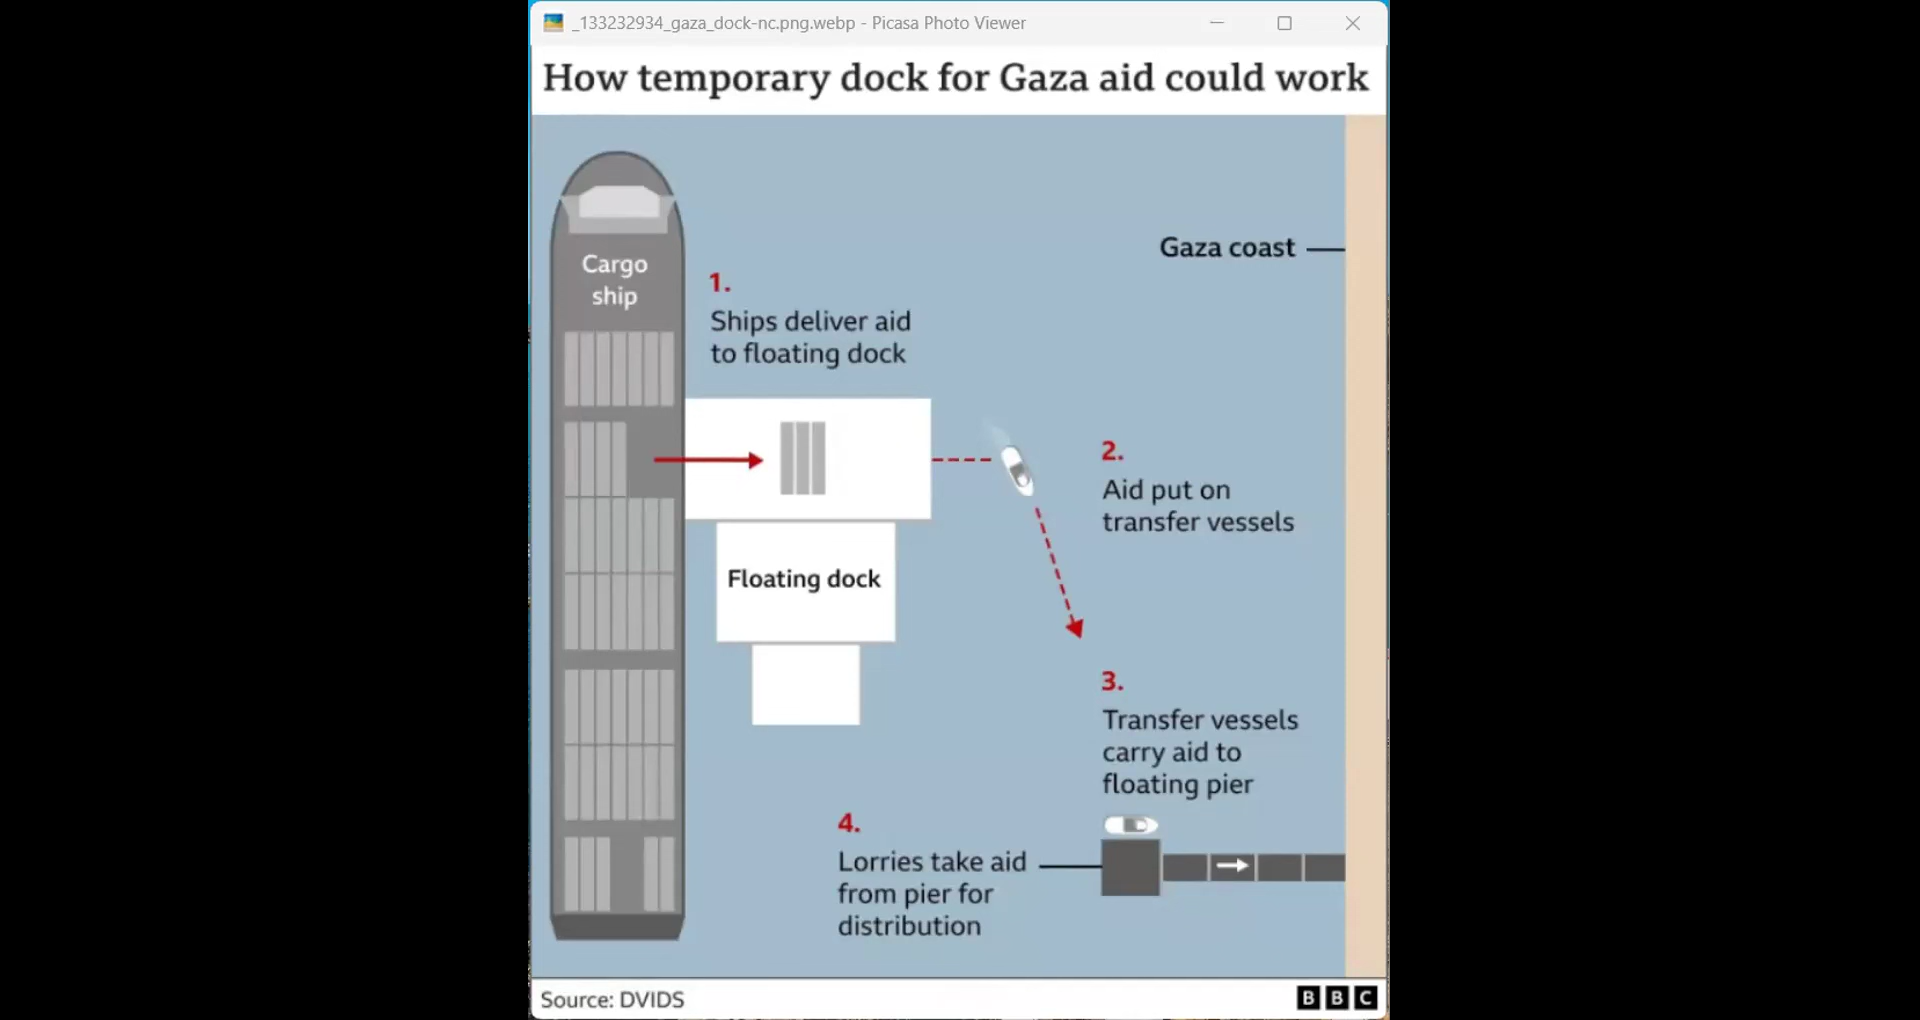 _133232934_gaza_dock-nc.png.webp - Picasa Photo Viewer
How temporary dock for Gaza aid could work
Cargo
ship
1.
Ships deliver aid
to floating dock
Gaza coast
2.
Aid put on
transfer vessels
Floating dock
3.
Transfer vessels
carry aid to
floating pier
4.
Lorries take aid
from pier for
distribution
Source: DVIDS
BBC